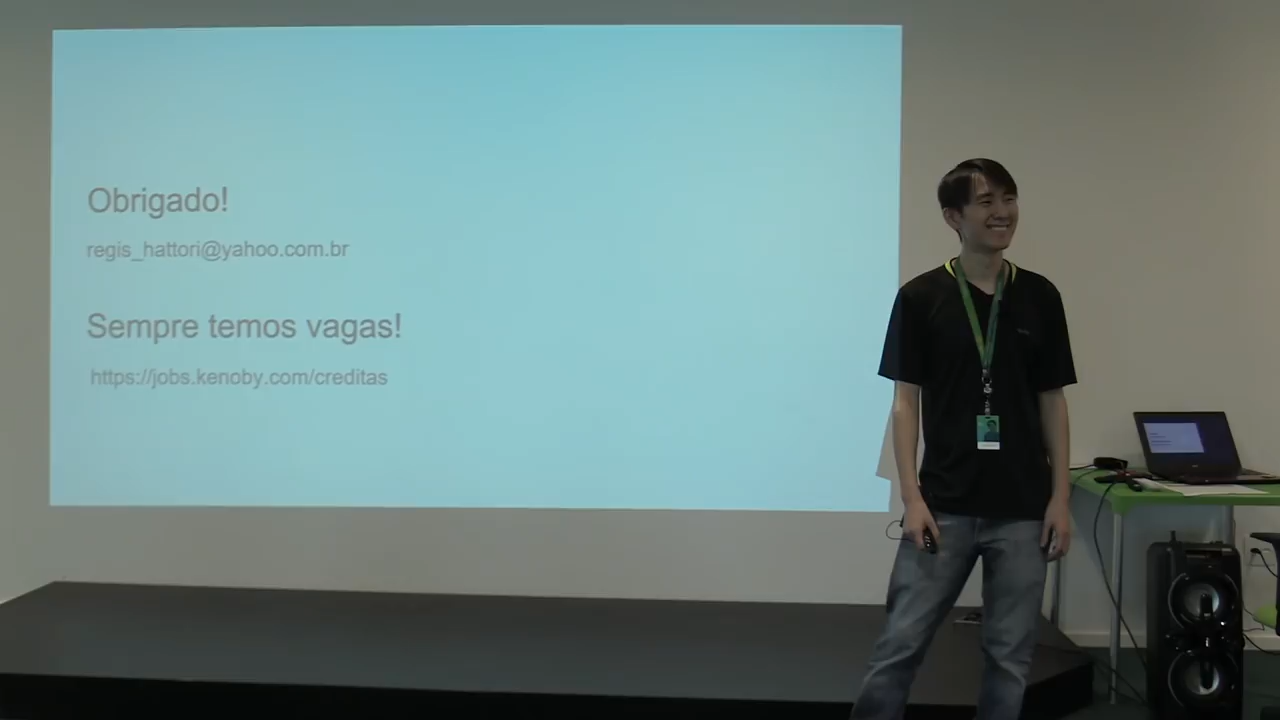 Obrigado!
regis_hattori@yahoo.com.br
Sempre temos vagas!
https://jobs.kenoby.com/creditas